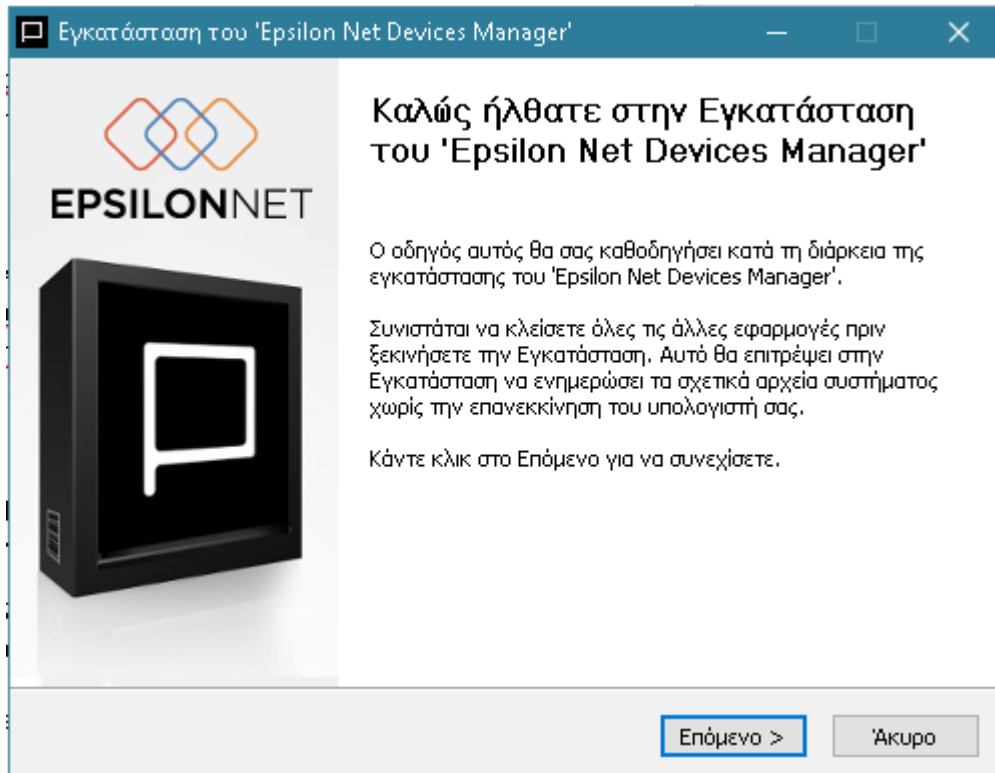 Εγκατάσταση του 'Epsilon Net Devices Manager'
EPSILONNET
Καλώς ήλθατε στην Εγκατάσταση
του 'Epsilon Net Devices Manager'
Ο οδηγός αυτός θα σας καθοδηγήσει κατά τη διάρκεια της
εγκατάστασης του 'Epsilon Net Devices Manager'.
Συνιστάται να κλείσετε όλες τις άλλες εφαρμογές πριν
ξεκινήσετε την Εγκατάσταση. Αυτό θα επιτρέψει στην
Εγκατάσταση να ενημερώσει τα σχετικά αρχεία συστήματος
χωρίς την επανεκκίνηση του υπολογιστή σας.
Κάντε κλικ στο Επόμενο για να συνεχίσετε.
Επόμενο >
Άκυρο